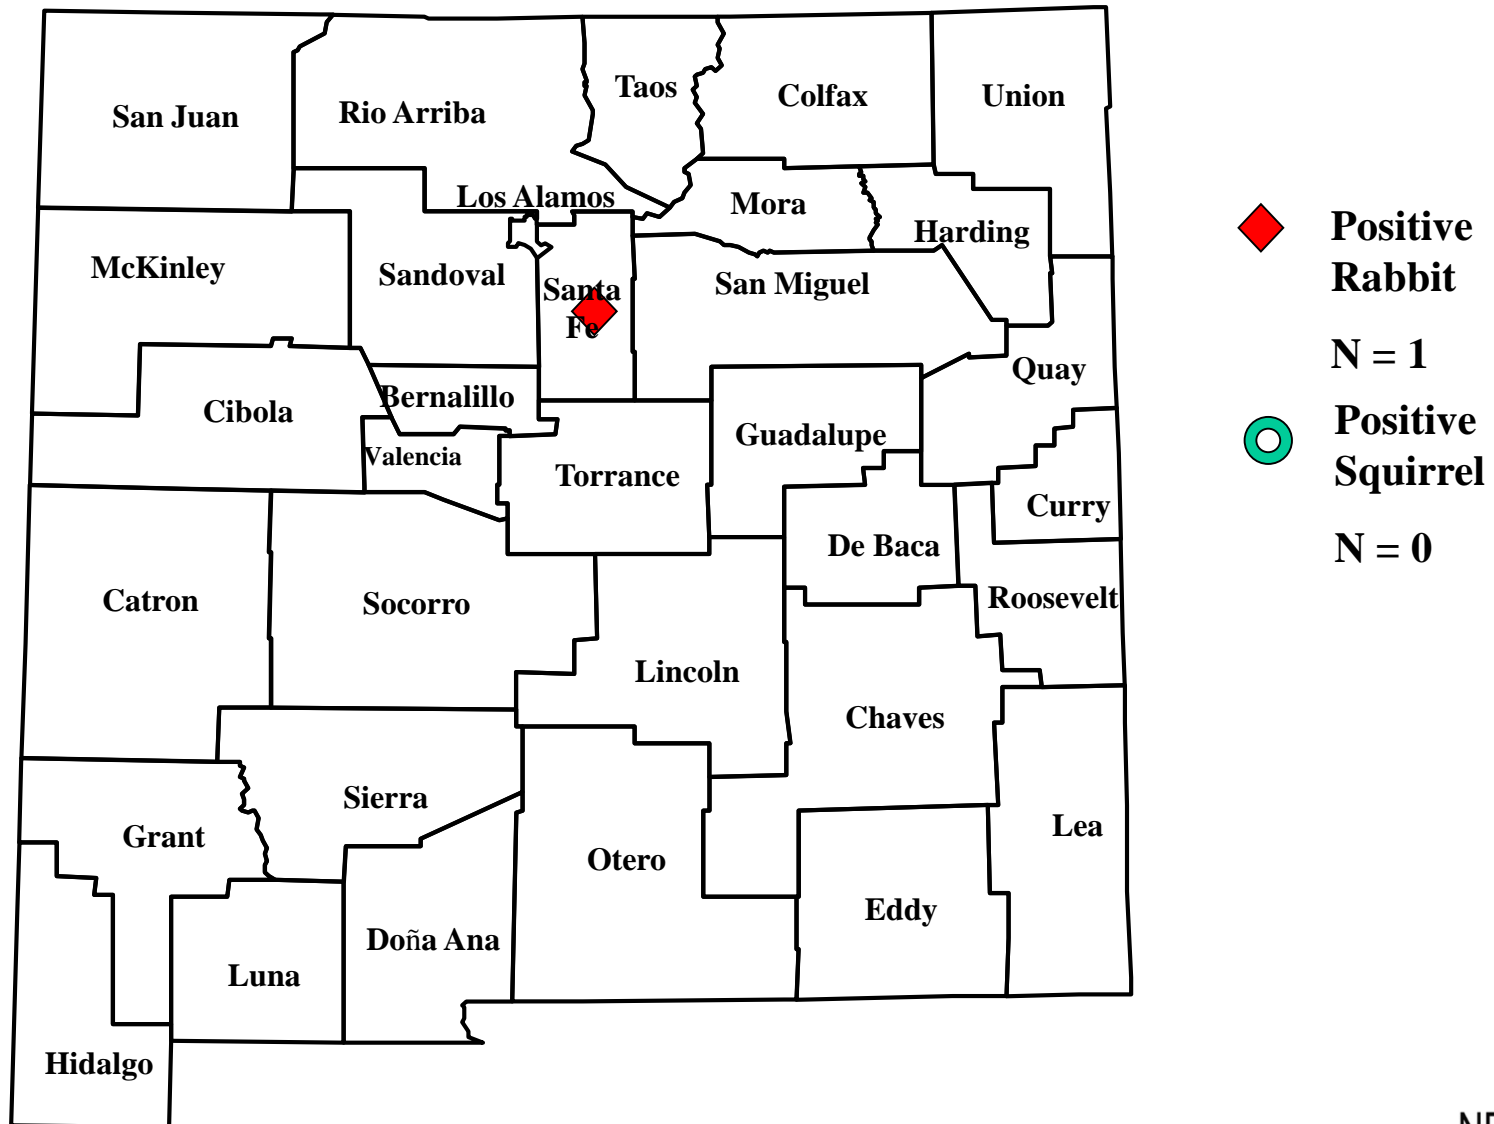 San Juan
Rio Arriba
Taos
Colfax
Union
Los Alamos
Mora
Harding
McKinley
Sandoval
Santa
Fe
San Miguel
Quay
Cibola
Bernalillo
Valencia
Torrance
Guadalupe
Curry
De Baca
Roosevelt
Catron
Socorro
Lincoln
Chaves
Sierra
Grant
Otero
Lea
Eddy
Doña Ana
Luna
Hidalgo
Positive
Rabbit
N = 1
Positive
Squirrel
N = 0